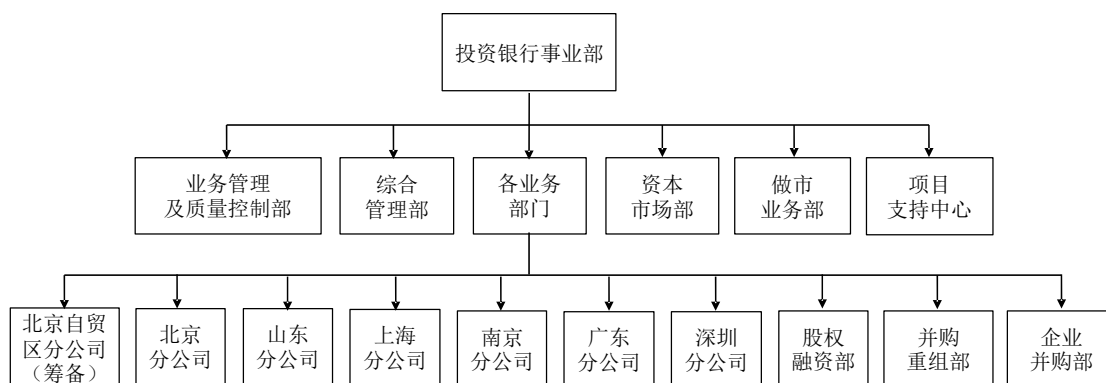 投资银行事业部
业务管理
及质量控制部
综合
管理部
各业务
部门
资本
市场部
做市
业务部
项目
支持中心
北京自贸
区分公司
（筹备）
北京
分公司
山东
分公司
上海
分公司
南京
分公司
广东
分公司
深圳
分公司
股权
融资部
并购
重组部
企业
并购部